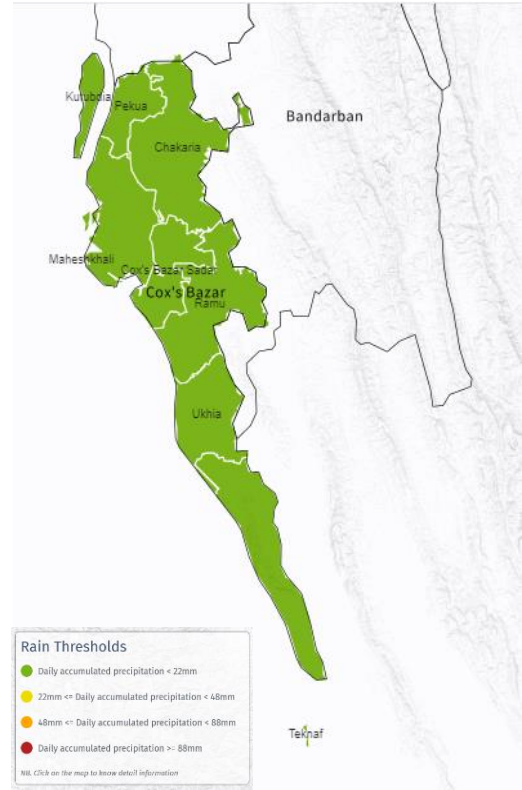 Kutubdia
Pekua
Bandarban
Chakaria
Maheshkhali
Cox's Bazar Sadar
Cox's Bazar
Ramu
Ukhia
Teknaf
Rain Thresholds
Daily accumulated precipitation < 22mm
22mm <= Daily accumulated precipitation < 48mm
48mm <= Daily accumulated precipitation < 88mm
Daily accumulated precipitation >= 88mm
NB. Click on the map to know detail information